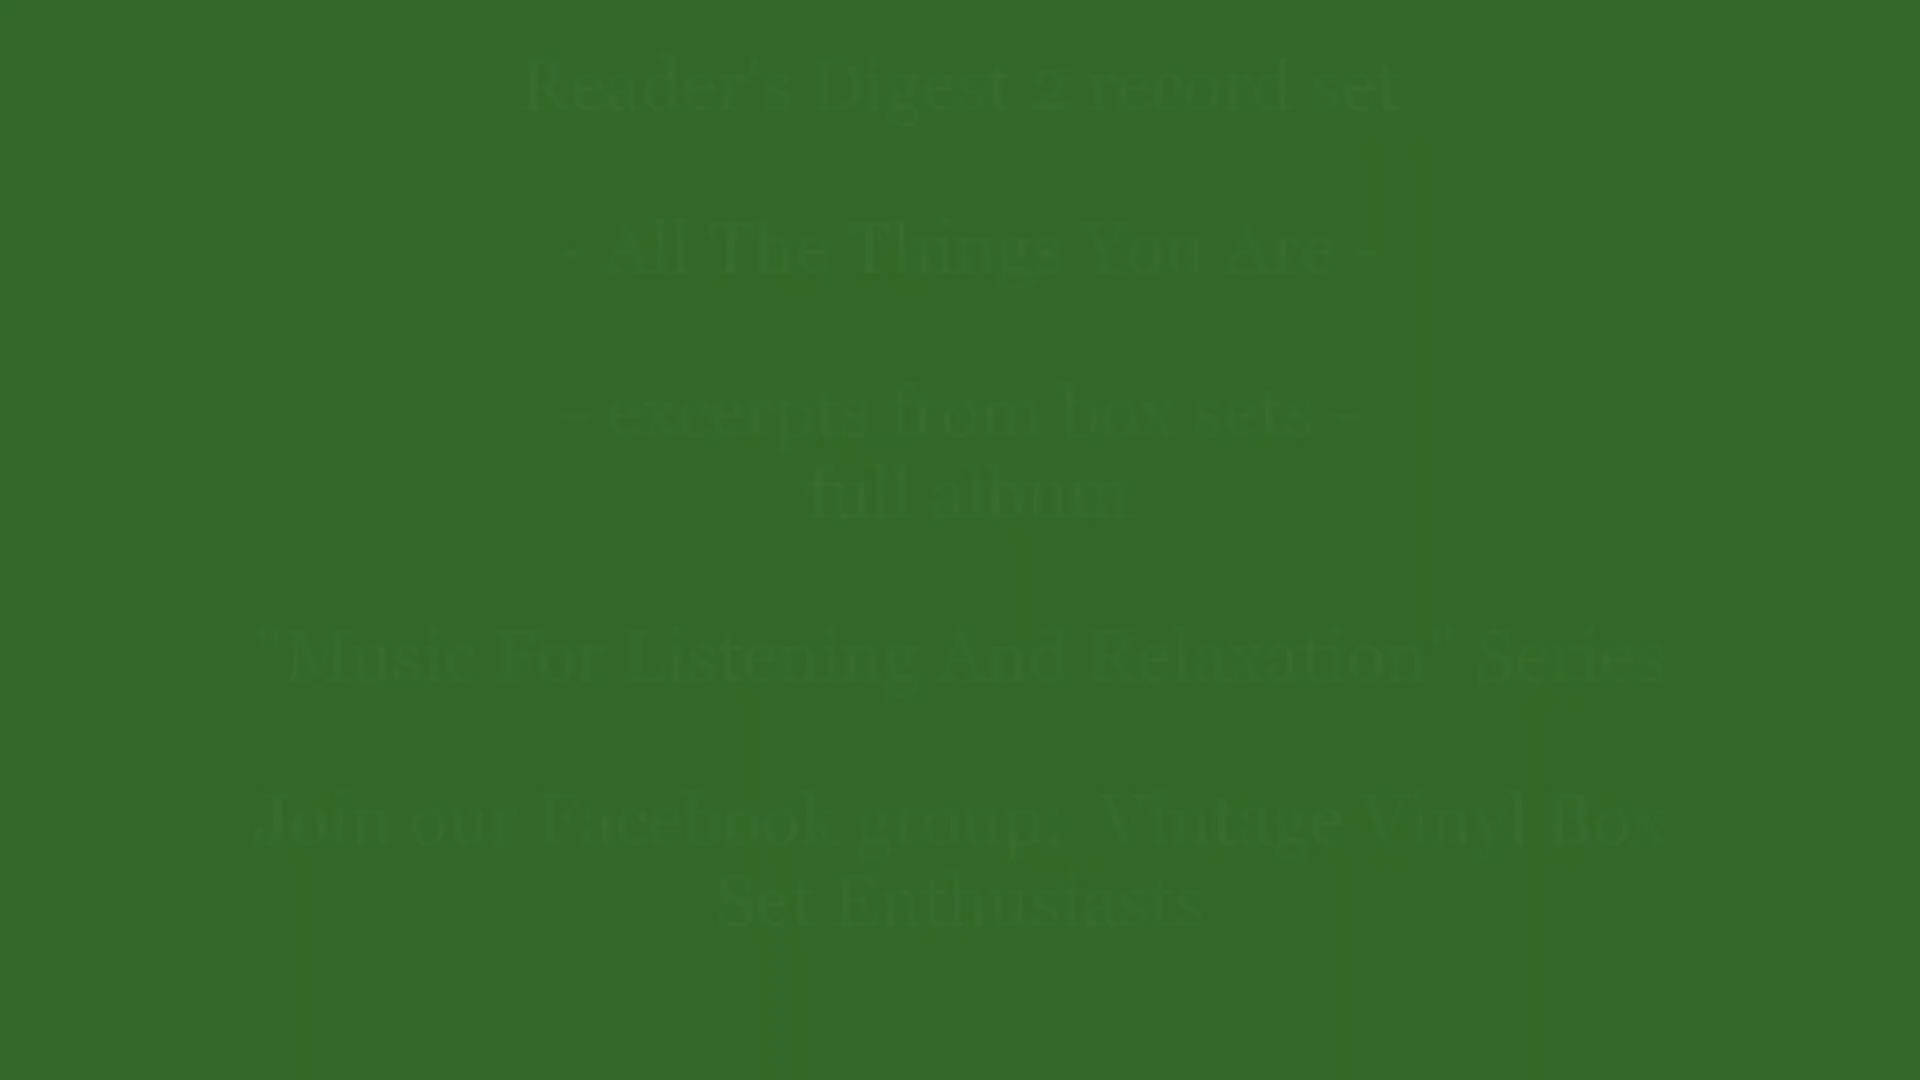 Reader's Digest 2 record set
- All The Things You Are -
- excerpts from box sets -
full album
"Music For Listening And Relaxation" Series
Join our Facebook group:  Vintage Vinyl Box
Set Enthusiasts